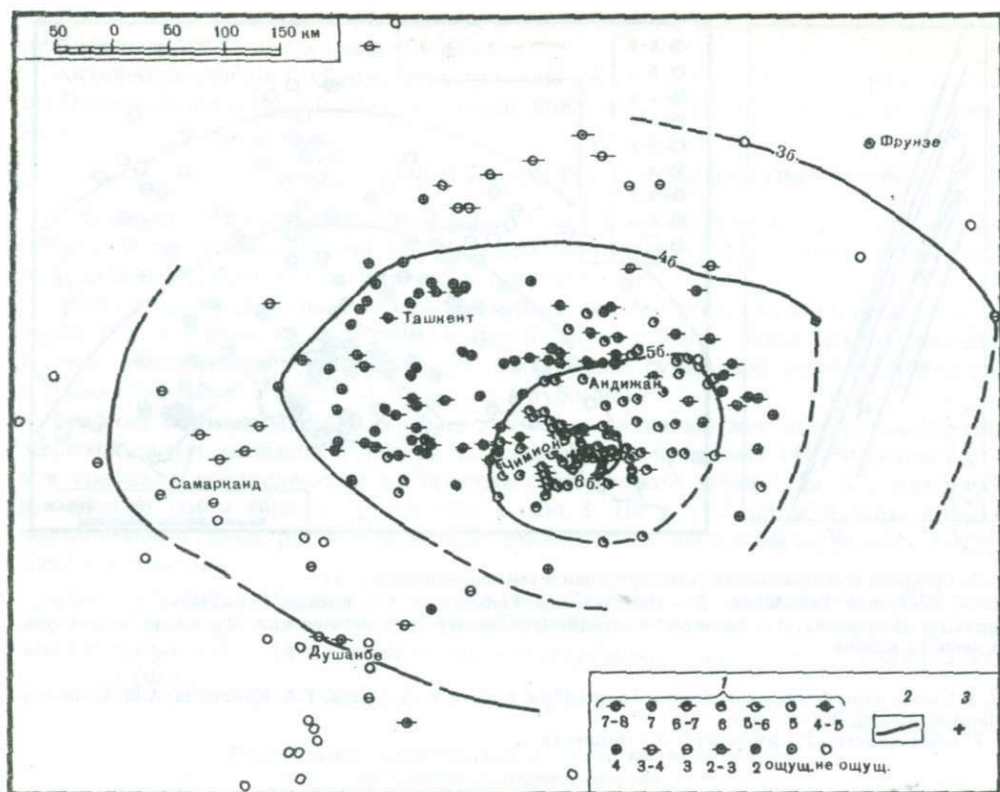 50 0 50 100 150 км
Фрунзе
3б.
4б
Ташкент
5б.
Андижан
Чимион
6б.
Самарканд
Душанбе
1 2 3
7-8 7 6-7 6 5-6 5 4-5
4 3-4 3 2-3 2 ощущ. не ощущ.